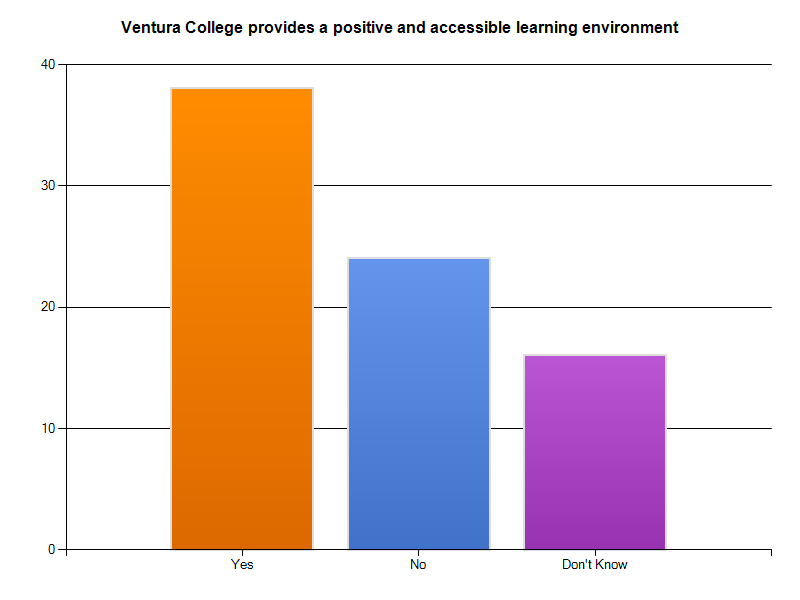 Ventura College provides a positive and accessible learning environment
40
30
20
10
0
Yes No Don't Know